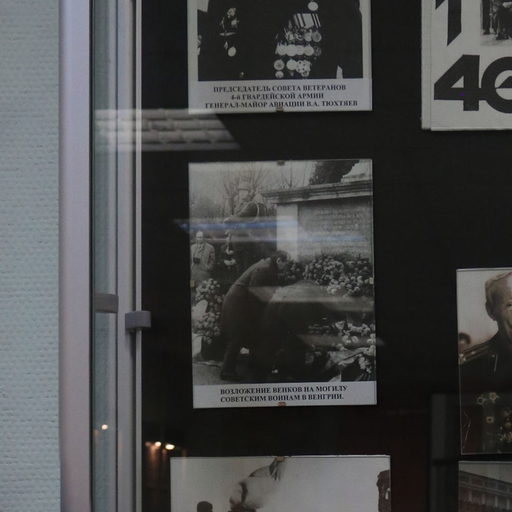 ПРЕДСЕДАТЕЛЬ СОВЕТА ВЕТЕРАНОВ
4-й ГВАРДЕЙСКОЙ АРМИИ
ГЕНЕРАЛ-МАЙОР АВИАЦИИ В.А. ТЮХТЯЕВ
40
ВОЗЛОЖЕНИЕ ВЕНКОВ НА МОГИЛУ
СОВЕТСКИМ ВОИНАМ В ВЕНГРИИ.